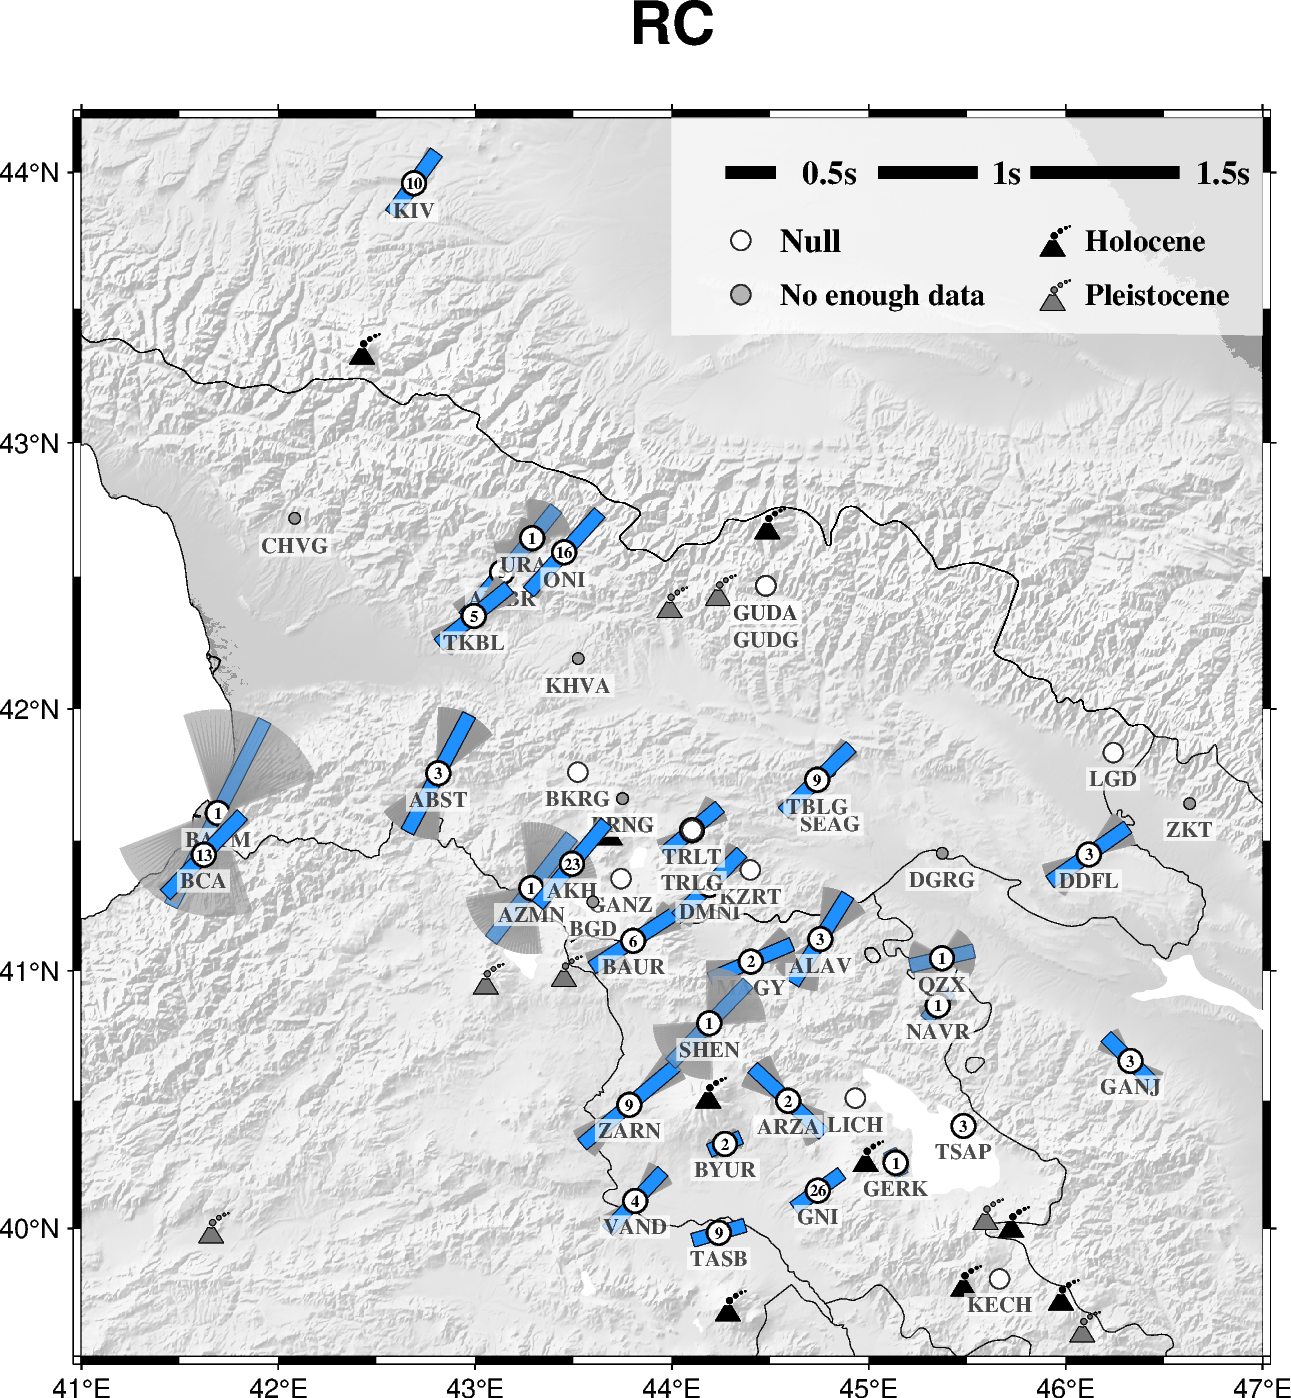 RC
0.5s 1s 1.5s
Null Holocene
No enough data Pleistocene
44°N
43°N
42°N
41°N
40°N
10
KIV
CHVG
1
URA
16
ONI
5
TKBL
KHVA
GUDA
GUDG
LGD
ZKT
1
13
BCA
3
ABST
BKRG
9
TBLG
SEAG
TRLT
TRLG
KZRT
DMNI
23
AKH
1
AZMN
GANZ
BGD
6
BAUR
DGRG
3
DDFL
3
ALAV
2
1
QZX
1
NAVR
1
SHEN
3
GANJ
9
ZARN
2
ARZA
LICH
3
TSAP
2
BYUR
1
GERK
26
GNI
4
VAND
9
TASB
KECH
41°E 42°E 43°E 44°E 45°E 46°E 47°E